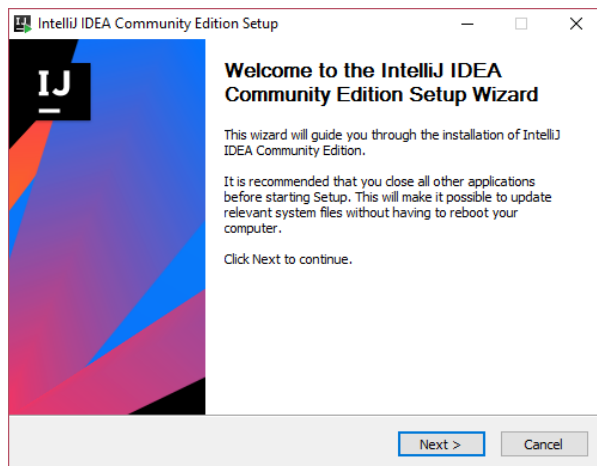 IntelliJ IDEA Community Edition Setup
IJ
Welcome to the IntelliJ IDEA
Community Edition Setup Wizard
This wizard will guide you through the installation of IntelliJ
IDEA Community Edition.
It is recommended that you close all other applications
before starting Setup. This will make it possible to update
relevant system files without having to reboot your
computer.
Click Next to continue.
Next >
Cancel